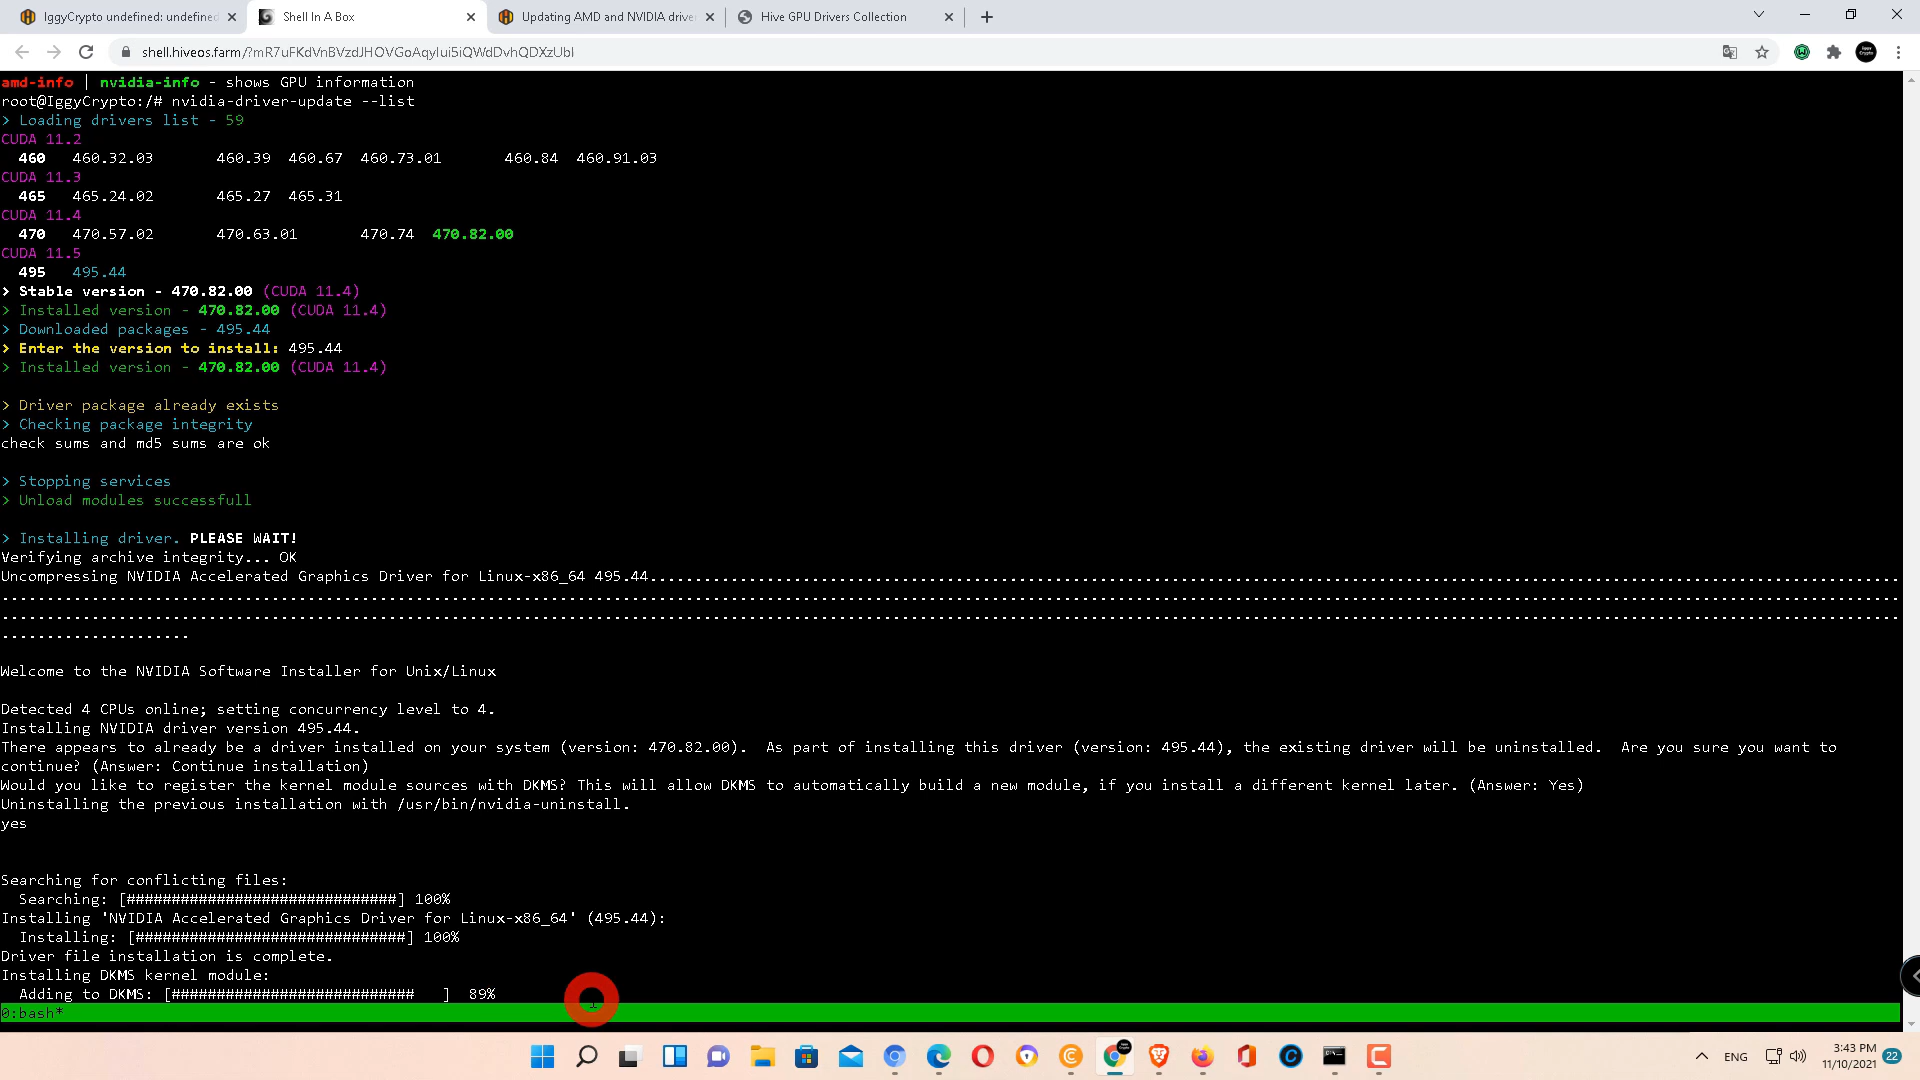 IggyCrypto undefined: undefined
Shell In A Box
Updating AMD and NVIDIA drive
Hive GPU Drivers Collection
shell.hiveos.farm/?mR7uFKdVnBVzdJHOVGoAqyIui5iQWdDvhQDXzUbI
amd-info | nvidia-info - shows GPU information
root@IggyCrypto:/# nvidia-driver-update --list
> Loading drivers list - 59
CUDA 11.2
460 460.32.03 460.39 460.67 460.73.01 460.84 460.91.03
CUDA 11.3
465 465.24.02 465.27 465.31
CUDA 11.4
470 470.57.02 470.63.01 470.74 470.82.00
CUDA 11.5
495 495.44
> Stable version - 470.82.00 (CUDA 11.4)
> Installed version - 470.82.00 (CUDA 11.4)
> Downloaded packages - 495.44
> Enter the version to install: 495.44
> Installed version - 470.82.00 (CUDA 11.4)
> Driver package already exists
> Checking package integrity
check sums and md5 sums are ok
> Stopping services
> Unload modules successfull
> Installing driver. PLEASE WAIT!
Verifying archive integrity... OK
Uncompressing NVIDIA Accelerated Graphics Driver for Linux-x86_64 495.44...............
Welcome to the NVIDIA Software Installer for Unix/Linux
Detected 4 CPUs online; setting concurrency level to 4.
Installing NVIDIA driver version 495.44.
There appears to already be a driver installed on your system (version: 470.82.00).  As part of installing this driver (version: 495.44), the existing driver will be uninstalled.  Are you sure you want to
continue? (Answer: Continue installation)
Would you like to register the kernel module sources with DKMS? This will allow DKMS to automatically build a new module, if you install a different kernel later. (Answer: Yes)
Uninstalling the previous installation with /usr/bin/nvidia-uninstall.
yes
Searching for conflicting files:
Searching: [##############################] 100%
Installing 'NVIDIA Accelerated Graphics Driver for Linux-x86_64' (495.44):
Installing: [##############################] 100%
Driver file installation is complete.
Installing DKMS kernel module:
Adding to DKMS: [###########################   ]  89%
0:bash*
ENG
3:43 PM
11/10/2021
22